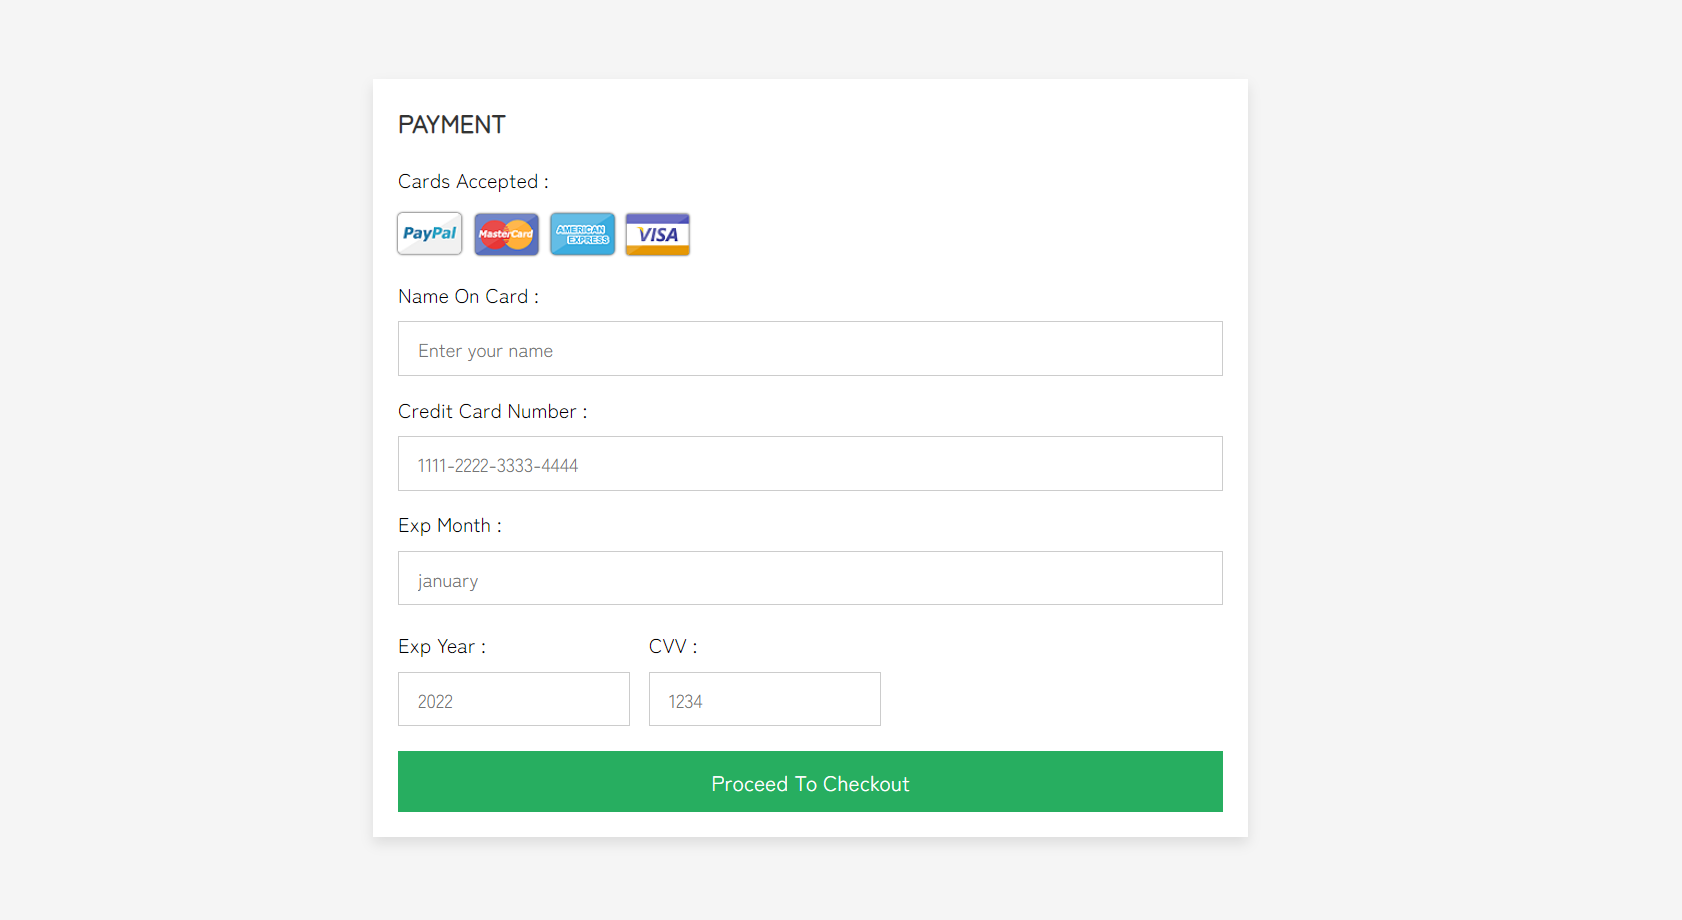 PAYMENT
Cards Accepted :
PayPal MasterCard AMERICAN EXPRESS VISA
Name On Card :
Enter your name
Credit Card Number :
1111-2222-3333-4444
Exp Month :
january
Exp Year : CVV :
2022 1234
Proceed To Checkout